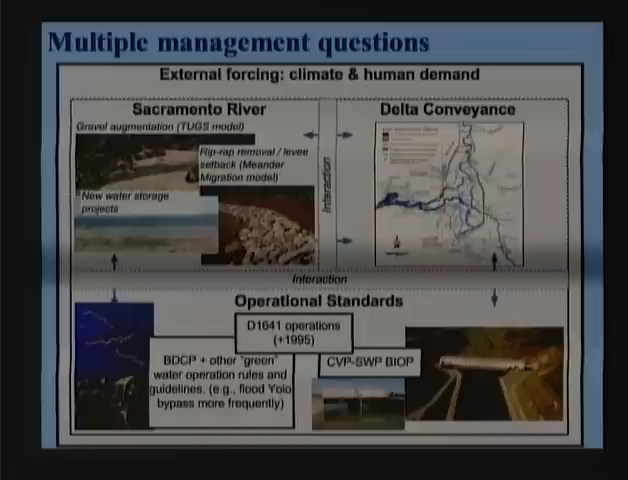 Multiple management questions
External forcing: climate & human demand
Sacramento River
Delta Conveyance
Gravel augmentation (TUGS model)
Rip-rap removal / levee
setback (Meander
Migration model)
New water storage
projects
Interaction
Interaction
Operational Standards
D1641 operations
(+1995)
BDCP + other "green"
water operation rules and
guidelines. (e.g., flood Yolo
bypass more frequently)
CVP-SWP BIOP